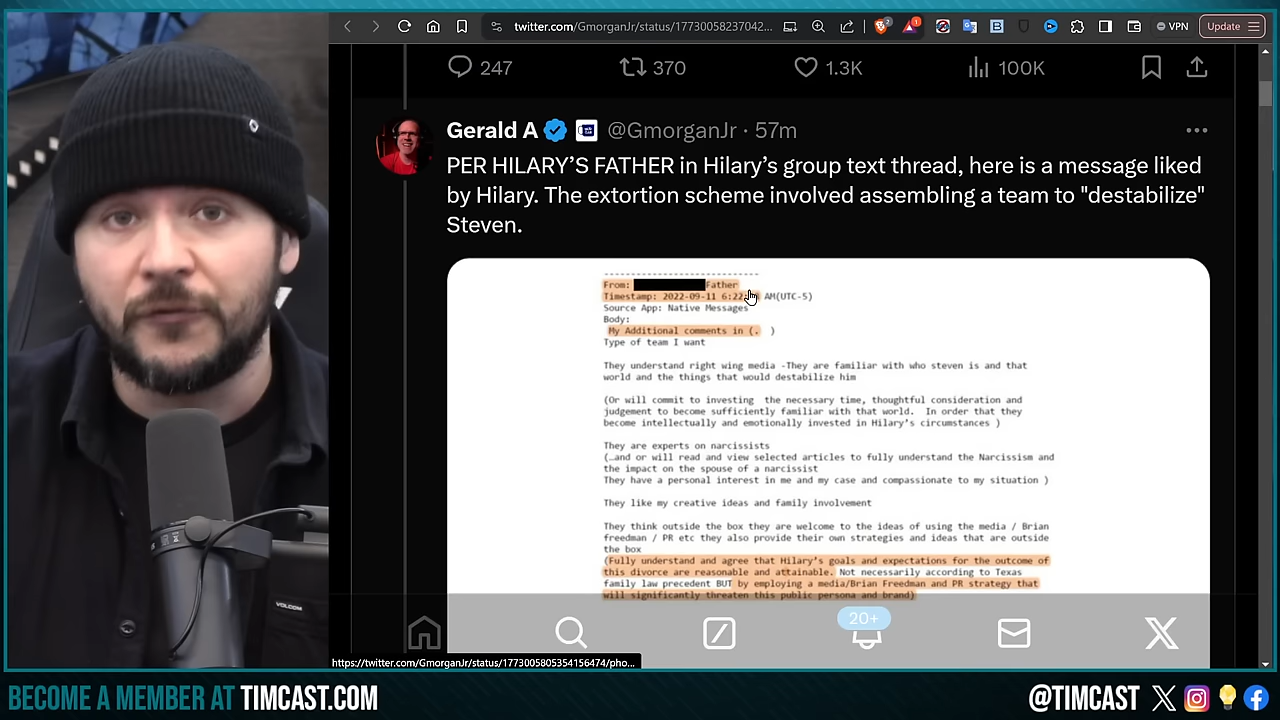 twitter.com/GmorganJr/status/17730058237042...
VPN
Update
247
370
1.3K
100K
Gerald A @GmorganJr · 57m
PER HILARY’S FATHER in Hilary’s group text thread, here is a message liked
by Hilary. The extortion scheme involved assembling a team to "destabilize"
Steven.
From: Father
Timestamp: 2022-09-11 6:22 AM(UTC-5)
Source App: Native Messages
Body:
My Additional comments in (. )
Type of team I want
They understand right wing media -They are familiar with who steven is and that
world and the things that would destabilize him
(Or will commit to investing the necessary time, thoughtful consideration and
judgement to become sufficiently familiar with that world. In order that they
become intellectually and emotionally invested in Hilary's circumstances )
They are experts on narcissists
(…and or will read and view selected articles to fully understand the Narcissism and
the impact on the spouse of a narcissist
They have a personal interest in me and my case and compassionate to my situation )
They like my creative ideas and family involvement
They think outside the box they are welcome to the ideas of using the media / Brian
freedman / PR etc they also provide their own strategies and ideas that are outside
the box
(Fully understand and agree that Hilary's goals and expectations for the outcome of
this divorce are reasonable and attainable. Not necessarily according to Texas
family law precedent BUT by employing a media/Brian Freedman and PR strategy that
will significantly threaten this public persona and brand)
20+
https://twitter.com/GmorganJr/status/1773005805354156474/pho...
VOLCOM
BECOME A MEMBER AT TIMCAST.COM
@TIMCAST